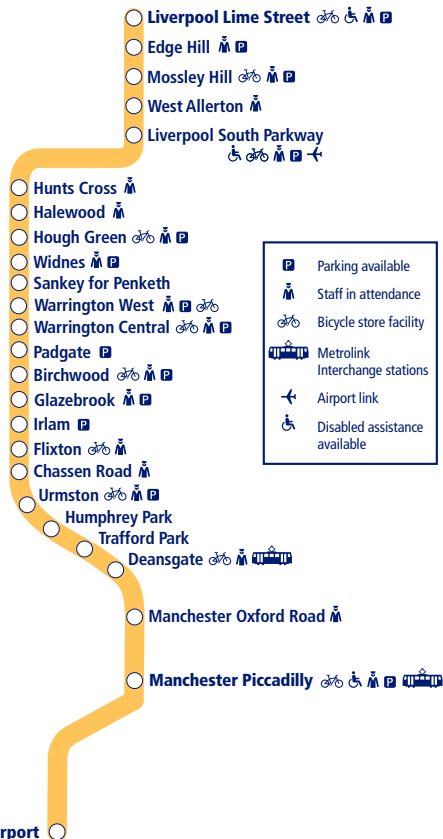 Liverpool Lime Street P
Edge Hill P
Mossley Hill P
West Allerton
Liverpool South Parkway
P
Hunts Cross
Halewood
Hough Green P
Widnes P
Sankey for Penketh
Warrington West P
Warrington Central P
Padgate P
Birchwood P
Glazebrook P
Irlam P
Flixton
Chassen Road
Urmston P
Humphrey Park
Trafford Park
Deansgate
Manchester Oxford Road
Manchester Piccadilly P
rport
P Parking available
Staff in attendance
Bicycle store facility
Metrolink
Interchange stations
Airport link
Disabled assistance
available